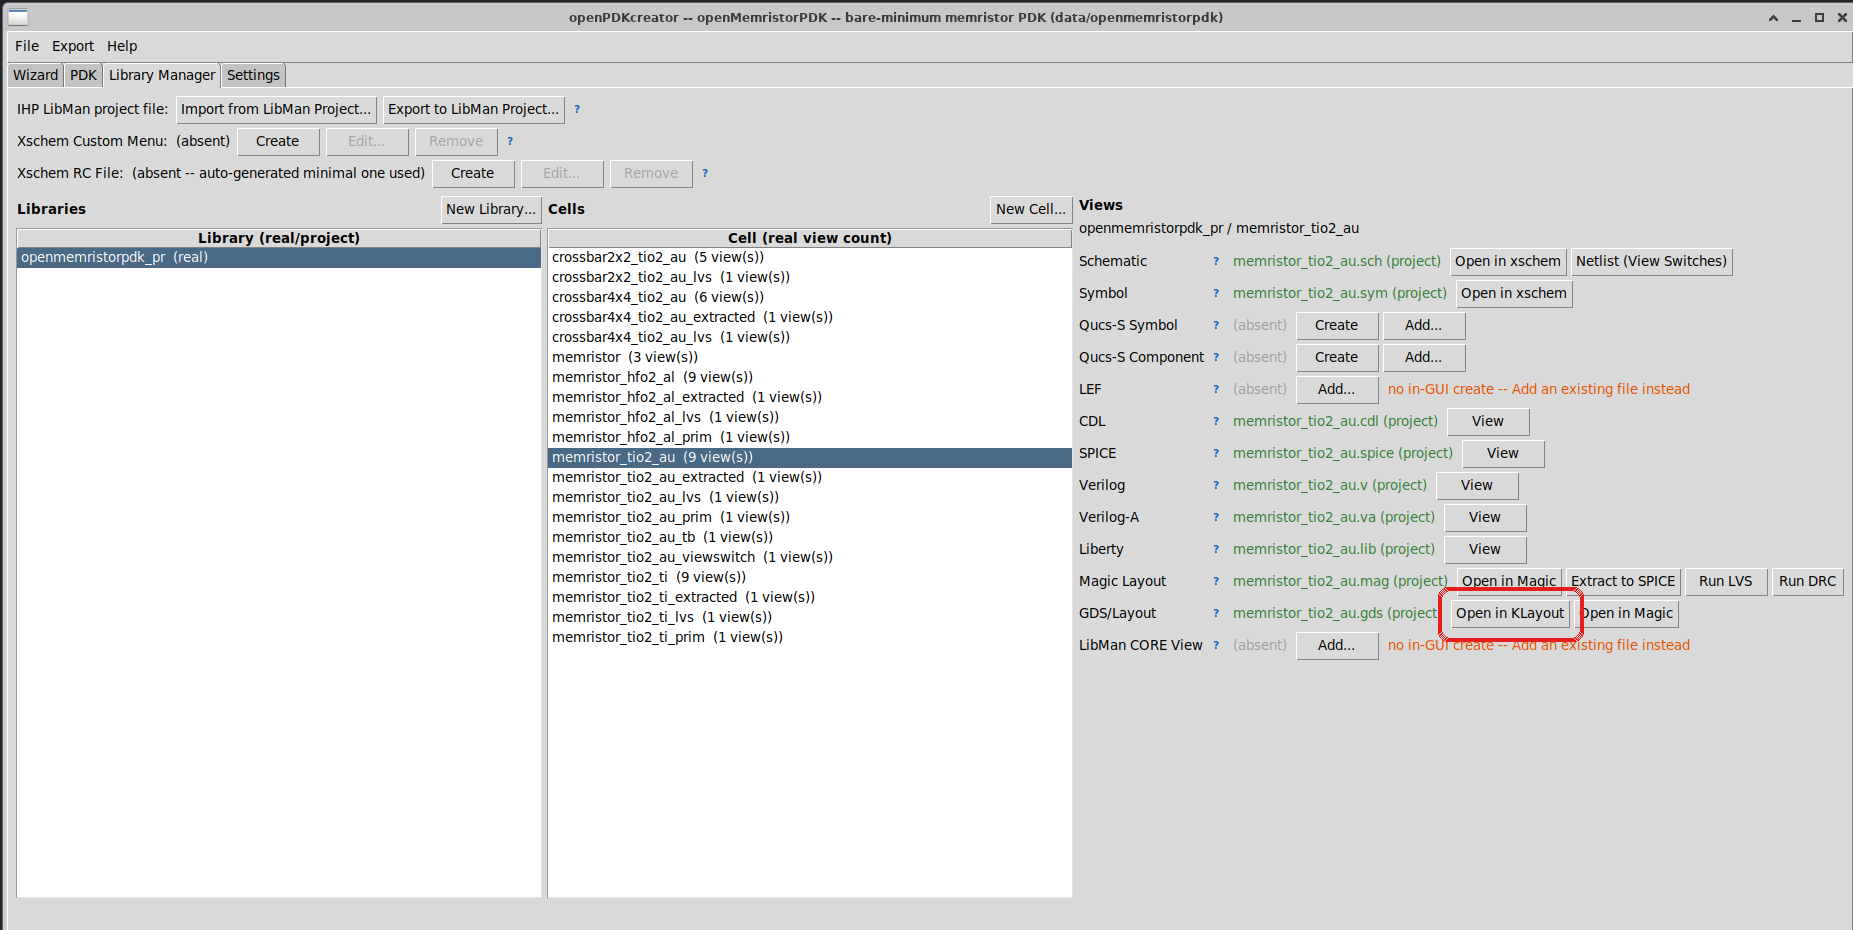 openPDKcreator -- openMemristorPDK -- bare-minimum memristor PDK (data/openmemristorpdk)
File Export Help
Wizard PDK Library Manager Settings
IHP LibMan project file: Import from LibMan Project... Export to LibMan Project... ?
Xschem Custom Menu: (absent) Create Edit... Remove ?
Xschem RC File: (absent -- auto-generated minimal one used) Create Edit... Remove ?
Libraries New Library...
Library (real/project)
openmemristorpdk_pr (real)
Cells New Cell...
Cell (real view count)
crossbar2x2_tio2_au (5 view(s))
crossbar2x2_tio2_au_lvs (1 view(s))
crossbar4x4_tio2_au (6 view(s))
crossbar4x4_tio2_au_extracted (1 view(s))
crossbar4x4_tio2_au_lvs (1 view(s))
memristor (3 view(s))
memristor_hfo2_al (9 view(s))
memristor_hfo2_al_extracted (1 view(s))
memristor_hfo2_al_lvs (1 view(s))
memristor_hfo2_al_prim (1 view(s))
memristor_tio2_au (9 view(s))
memristor_tio2_au_extracted (1 view(s))
memristor_tio2_au_lvs (1 view(s))
memristor_tio2_au_prim (1 view(s))
memristor_tio2_au_tb (1 view(s))
memristor_tio2_au_viewswitch (1 view(s))
memristor_tio2_ti (9 view(s))
memristor_tio2_ti_extracted (1 view(s))
memristor_tio2_ti_lvs (1 view(s))
memristor_tio2_ti_prim (1 view(s))
Views
openmemristorpdk_pr / memristor_tio2_au
Schematic ? memristor_tio2_au.sch (project) Open in xschem Netlist (View Switches)
Symbol ? memristor_tio2_au.sym (project) Open in xschem
Qucs-S Symbol ? (absent) Create Add...
Qucs-S Component ? (absent) Create Add...
LEF ? (absent) Add... no in-GUI create -- Add an existing file instead
CDL ? memristor_tio2_au.cdl (project) View
SPICE ? memristor_tio2_au.spice (project) View
Verilog ? memristor_tio2_au.v (project) View
Verilog-A ? memristor_tio2_au.va (project) View
Liberty ? memristor_tio2_au.lib (project) View
Magic Layout ? memristor_tio2_au.mag (project) Open in Magic Extract to SPICE Run LVS Run DRC
GDS/Layout ? memristor_tio2_au.gds (project Open in KLayout Open in Magic
LibMan CORE View ? (absent) Add... no in-GUI create -- Add an existing file instead